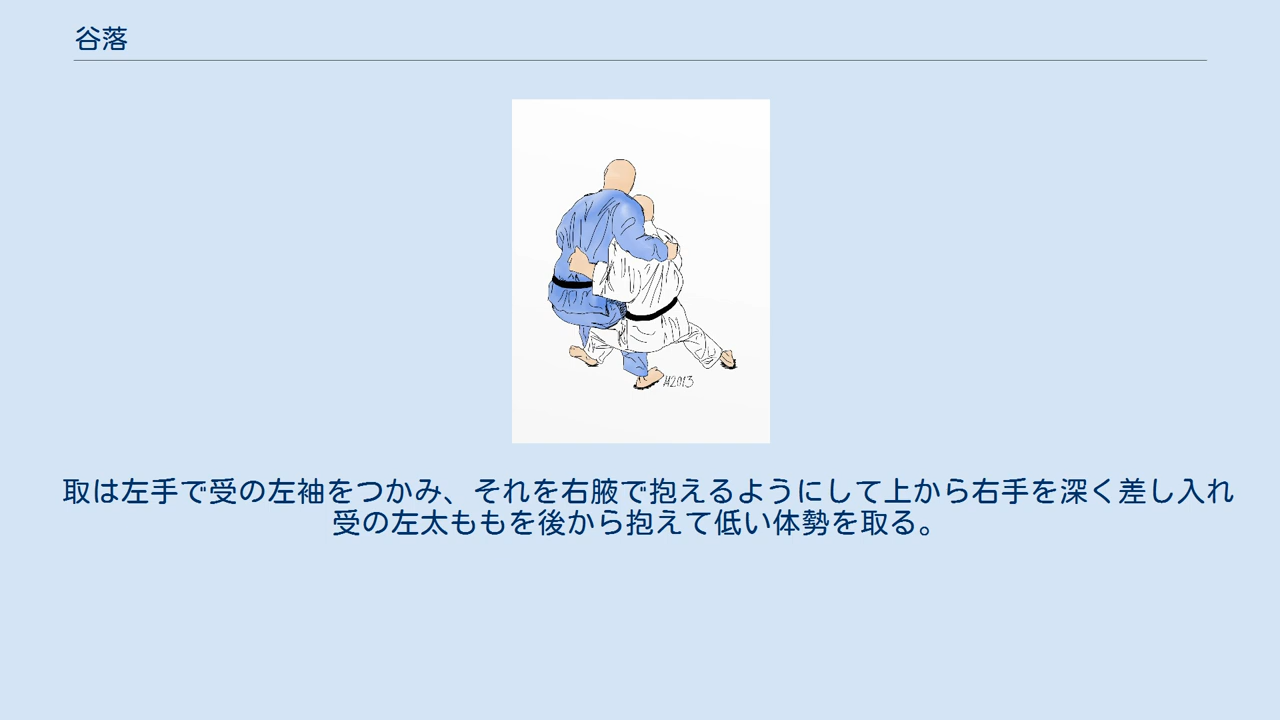 谷落
取は左手で受の左袖をつかみ、それを右腋で抱えるようにして上から右手を深く差し入れ
受の左太ももを後から抱えて低い体勢を取る。